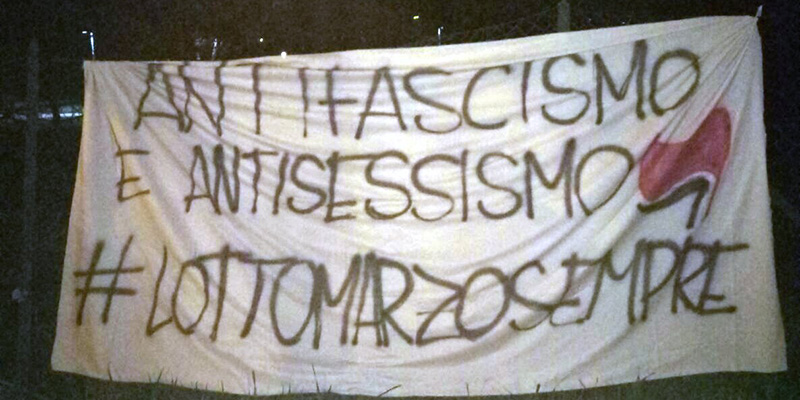 ANTIFASCISMO
E ANTISESSISMO
#LOTTOMARZOSEMPRE